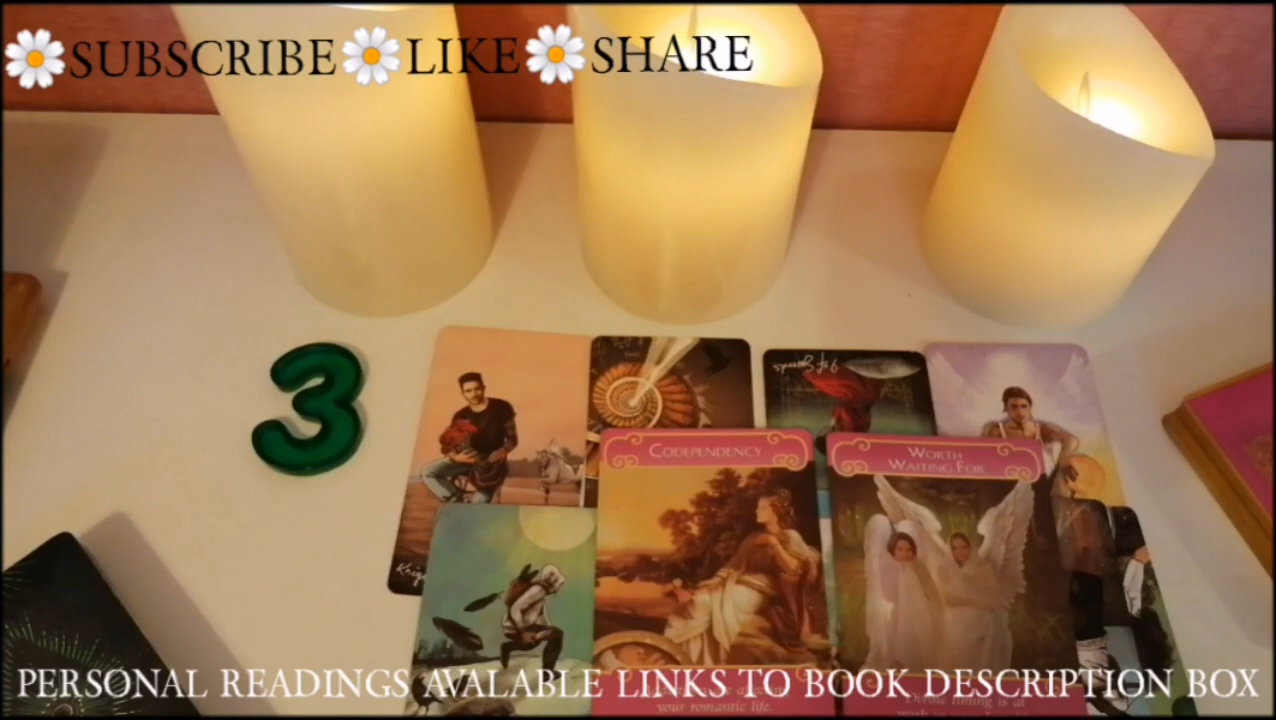 SUBSCRIBE LIKE SHARE
3
CODEPENDENCY
WORTH
WAITING FOR
your romantic life.
Divine timing is at
PERSONAL READINGS AVALABLE LINKS TO BOOK DESCRIPTION BOX